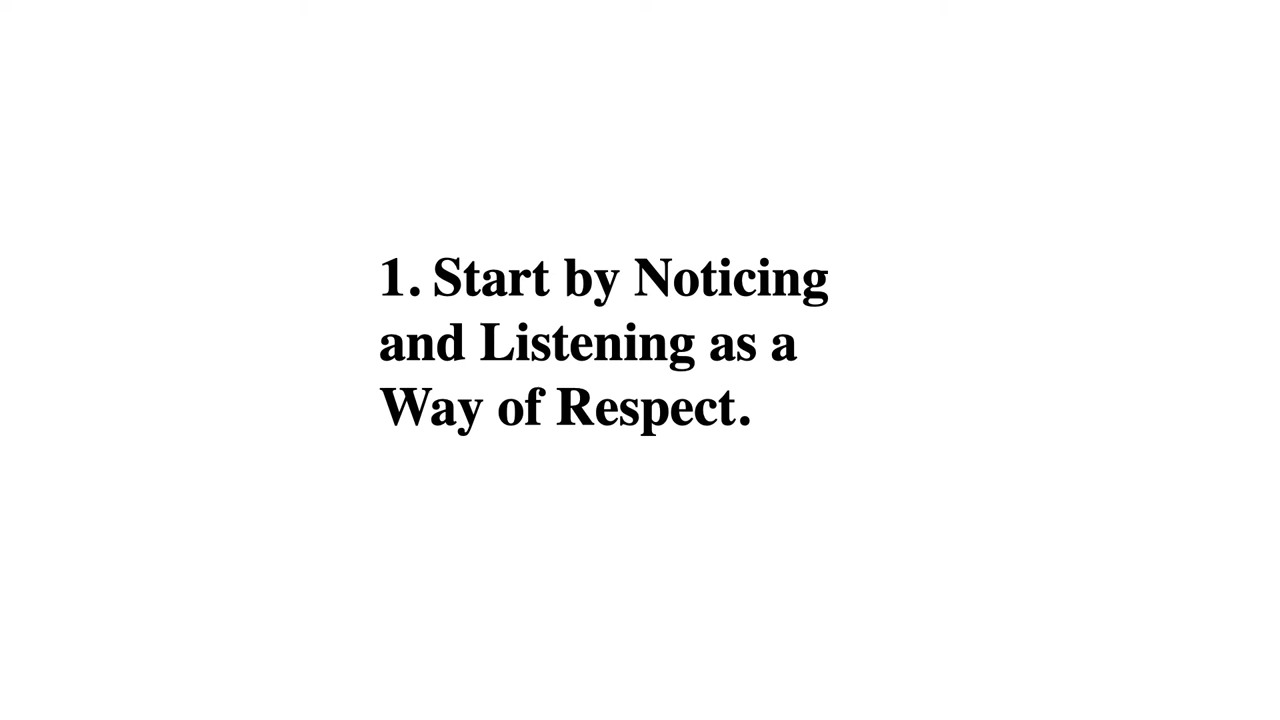 1. Start by Noticing
and Listening as a
Way of Respect.